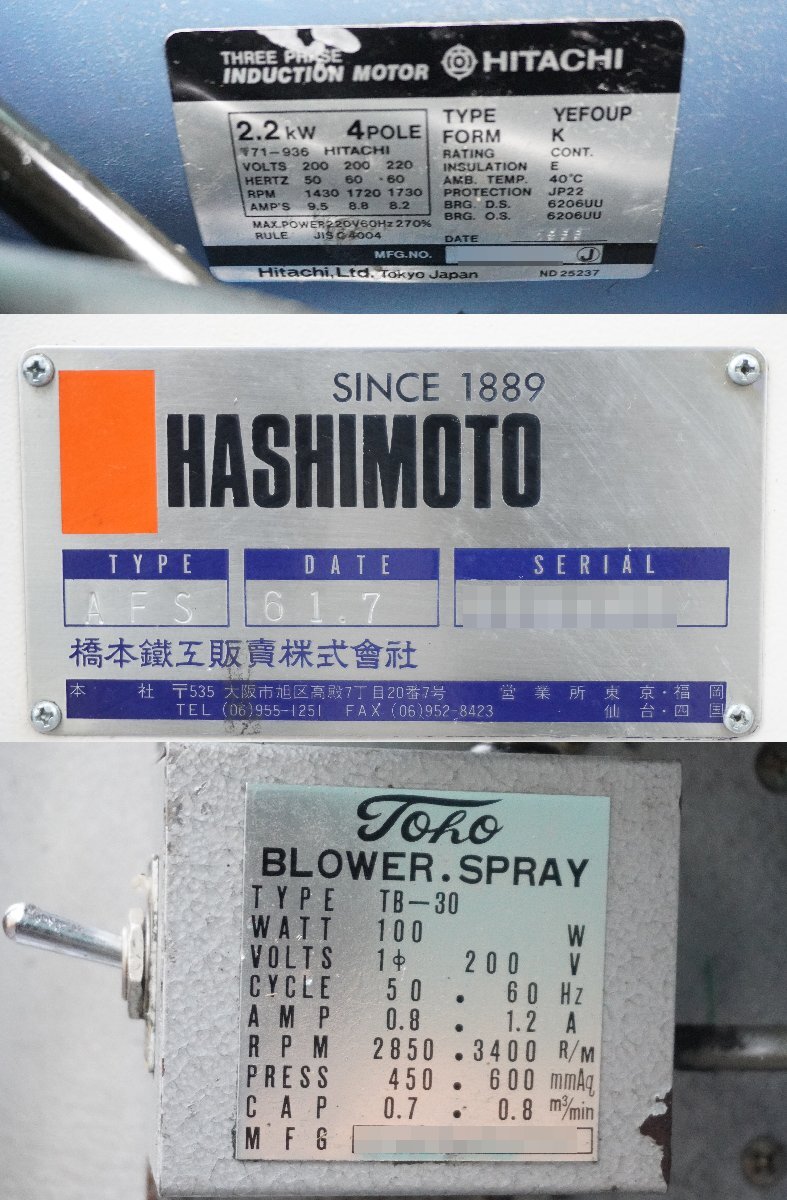 THREE PHASE
INDUCTION MOTOR HITACHI
2.2 kW 4POLE
〒71-936 HITACHI
VOLTS 200 200 220
HERTZ 50 60 60
RPM 1430 1720 1730
AMP'S 9.5 8.8 8.2
MAX.POWER 220V60Hz 270%
RULE JIS C 4004
TYPE YEFOUP
FORM K
RATING CONT.
INSULATION E
AMB. TEMP. 40°C
PROTECTION JP22
BRG. D.S. 6206UU
BRG. O.S. 6206UU
DATE
MFG.NO. J
Hitachi, Ltd. Tokyo Japan ND 25237
SINCE 1889
HASHIMOTO
TYPE DATE SERIAL
AFS 61.7
橋本鐵工販賣株式會社
本社 〒535 大阪市旭区高殿7丁目20番7号 営業所 東京・福岡
TEL (06)955-1251 FAX (06)952-8423 仙台・四国
Toho
BLOWER.SPRAY
TYPE TB-30
WATT 100 W
VOLTS 1ϕ 200 V
CYCLE 50 . 60 Hz
AMP 0.8 . 1.2 A
RPM 2850 . 3400 R/M
PRESS 450 . 600 mmAq
CAP 0.7 . 0.8 m³/min
MFG